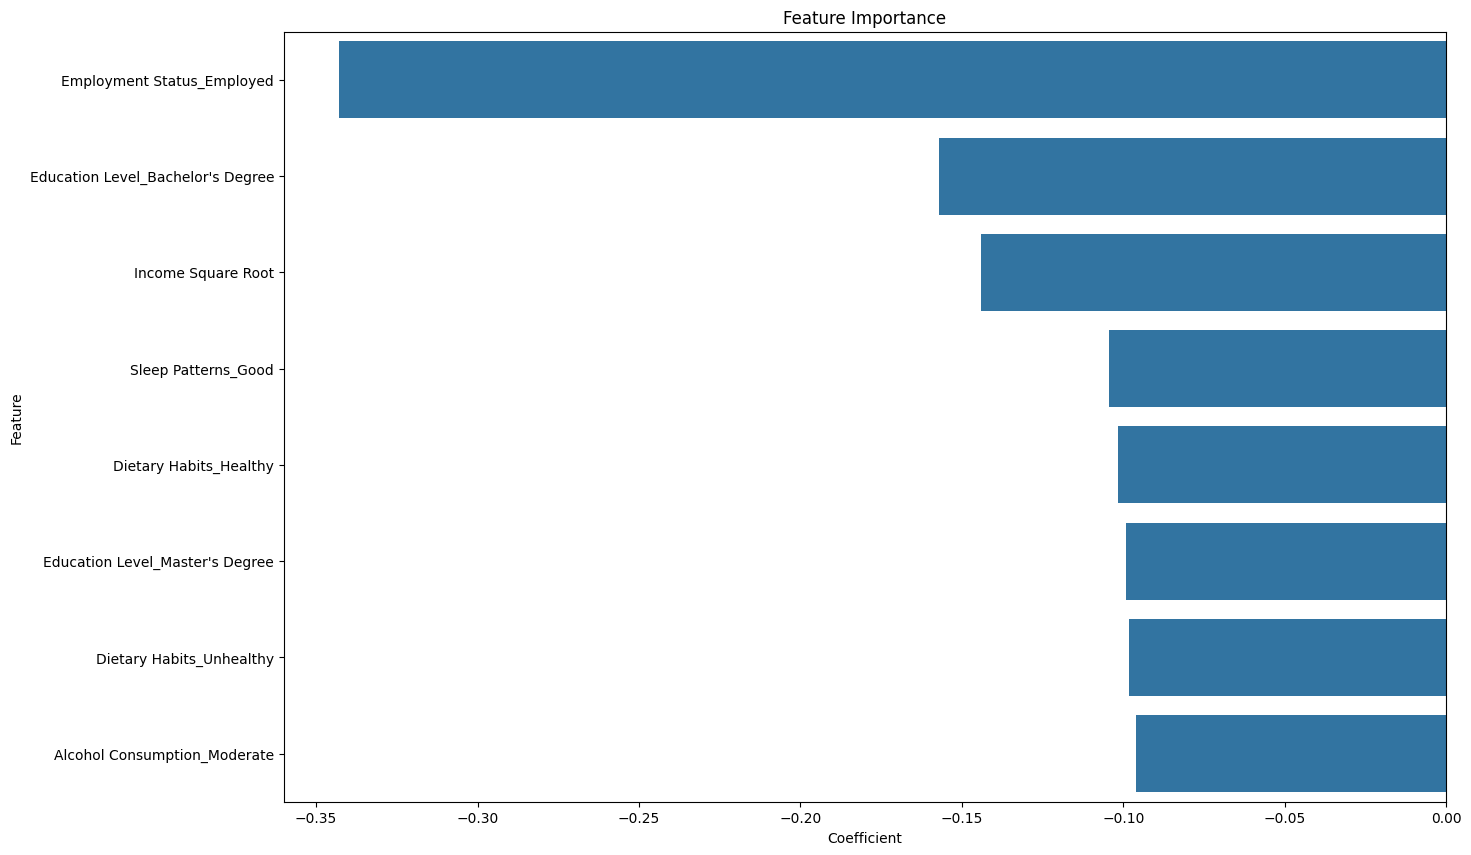 Feature Importance
Employment Status_Employed
Education Level_Bachelor's Degree
Income Square Root
Sleep Patterns_Good
Dietary Habits_Healthy
Education Level_Master's Degree
Dietary Habits_Unhealthy
Alcohol Consumption_Moderate
Feature
−0.35 −0.30 −0.25 −0.20 −0.15 −0.10 −0.05 0.00
Coefficient